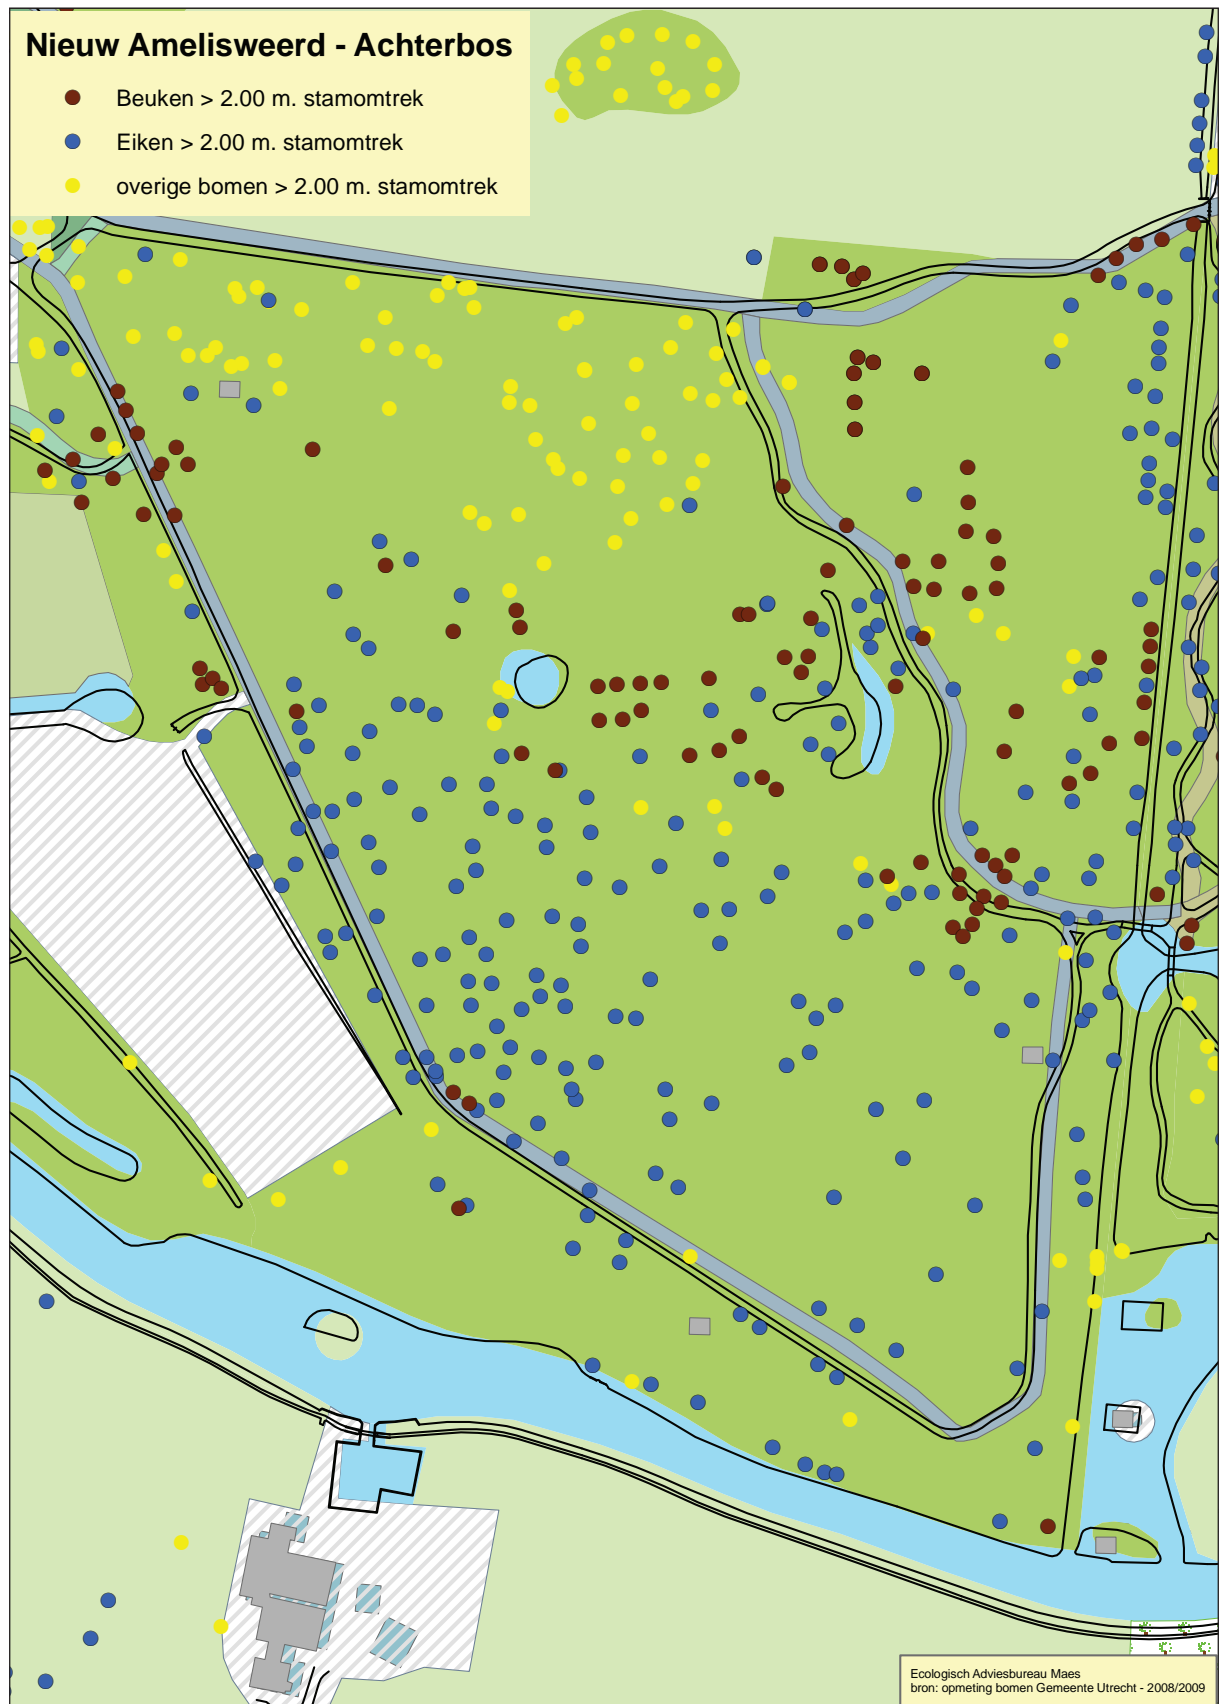 Nieuw Amelisweerd - Achterbos
Beuken > 2.00 m. stamomtrek
Eiken > 2.00 m. stamomtrek
overige bomen > 2.00 m. stamomtrek
Ecologisch Adviesbureau Maes
bron: opmeting bomen Gemeente Utrecht - 2008/2009